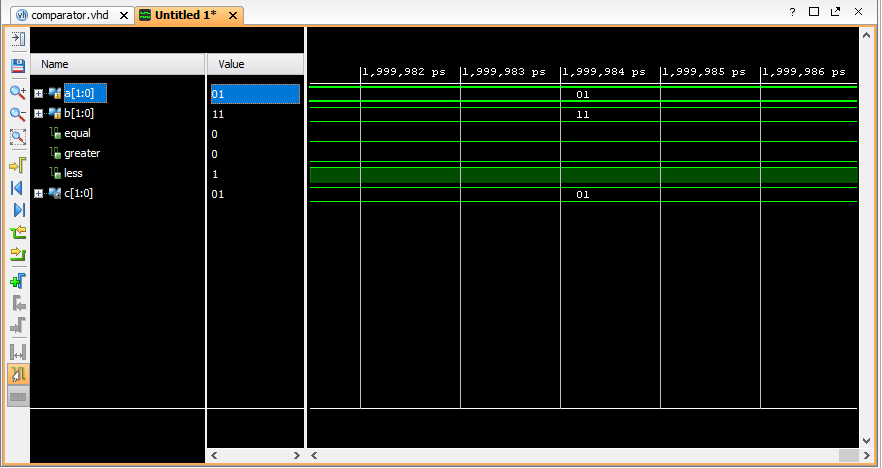 comparator.vhd Untitled 1*
Name Value
1,999,982 ps 1,999,983 ps 1,999,984 ps 1,999,985 ps 1,999,986 ps
a[1:0] 01 01
b[1:0] 11 11
equal 0
greater 0
less 1
c[1:0] 01 01